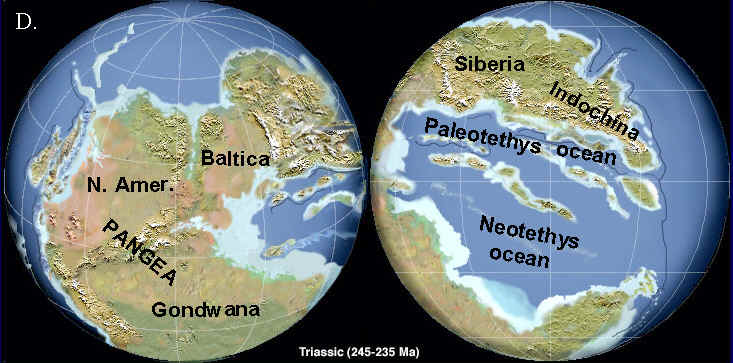 D.
Baltica
N. Amer.
PANGEA
Gondwana
Siberia
Indochina
Paleotethys ocean
Neotethys
ocean
Triassic (245-235 Ma)